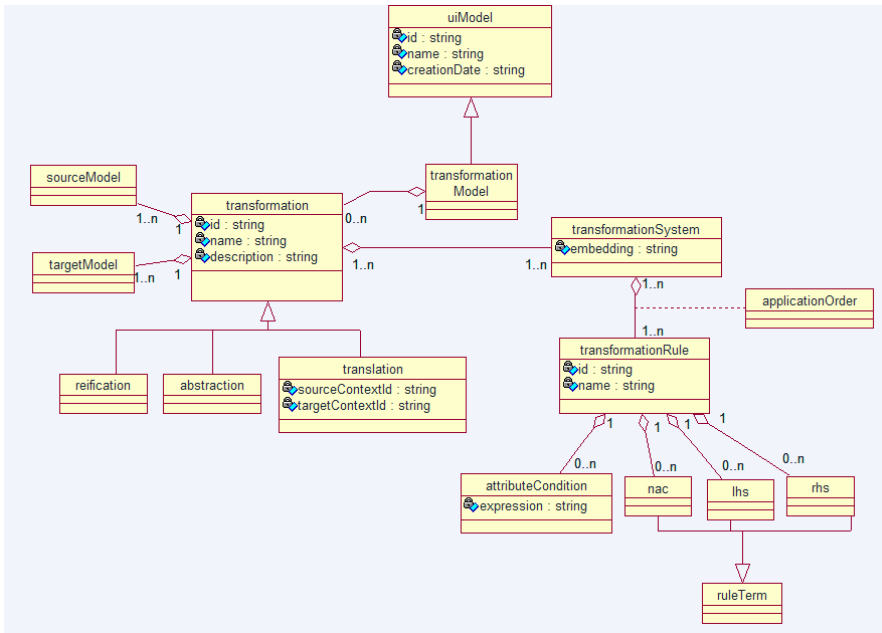 uiModel
id : string
name : string
creationDate : string
sourceModel
transformation
Model
transformation
id : string
name : string
description : string
0..n
1
1..n
1
targetModel
1..n
1
1..n
1..n
transformationSystem
embedding : string
1..n
applicationOrder
1..n
transformationRule
id : string
name : string
reification
abstraction
translation
sourceContextId : string
targetContextId : string
1
1
1
1
0..n
0..n
0..n
0..n
attributeCondition
expression : string
nac
lhs
rhs
ruleTerm